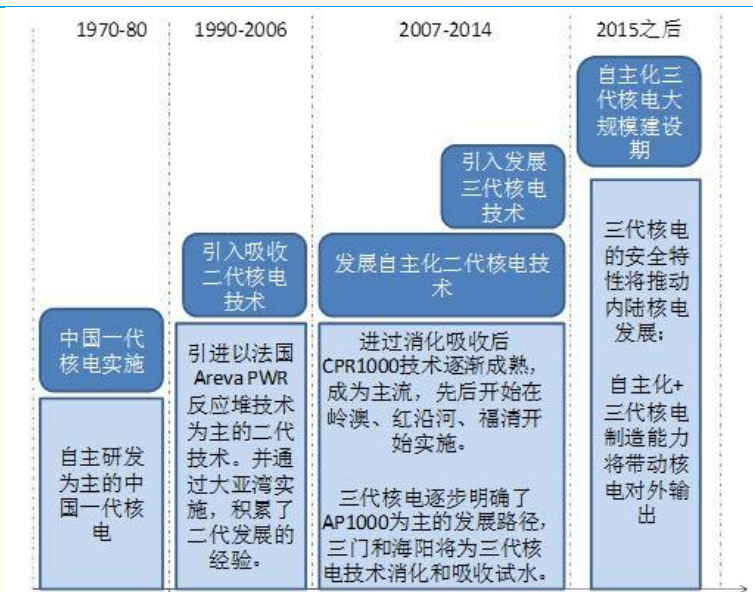 1970-80
1990-2006
2007-2014
2015之后
中国一代
核电实施
自主研发
为主的中
国一代核
电
引入吸收
二代核电
技术
引进以法国
Areva PWR
反应堆技术
为主的二代
技术。并通
过大亚湾实
施，积累了
二代发展的
经验。
引入发展
三代核电
技术
发展自主化二代核电技
术
进过消化吸收后
CPR1000技术逐渐成熟，
成为主流，先后开始在
岭澳、红沿河、福清开
始实施。
三代核电逐步明确了
AP1000为主的发展路径，
三门和海阳将为三代核
电技术消化和吸收试水。
自主化三
代核电大
规模建设
期
三代核电
的安全特
性将推动
内陆核电
发展；
自主化+
三代核电
制造能力
将带动核
电对外输
出